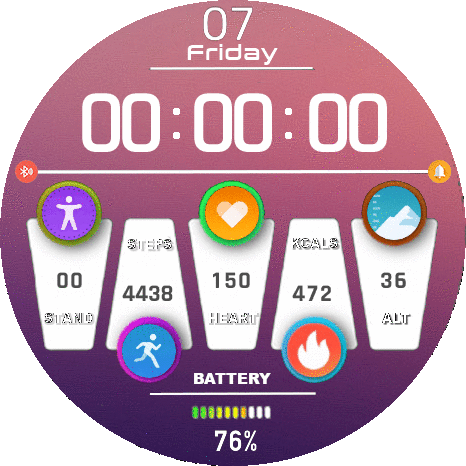 07
Friday
00:00:00
STEPS KCALS
00 4438 150 472 36
STAND HEART ALT
BATTERY
76%